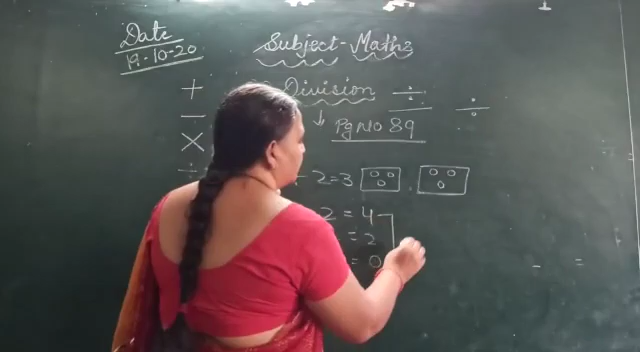 Date
19-10-20
Subject-Maths
+
Division ÷ ÷
−
↓ Pg no 89
×
÷
÷ 2=3
2 = 4
= 2
= 0
- =